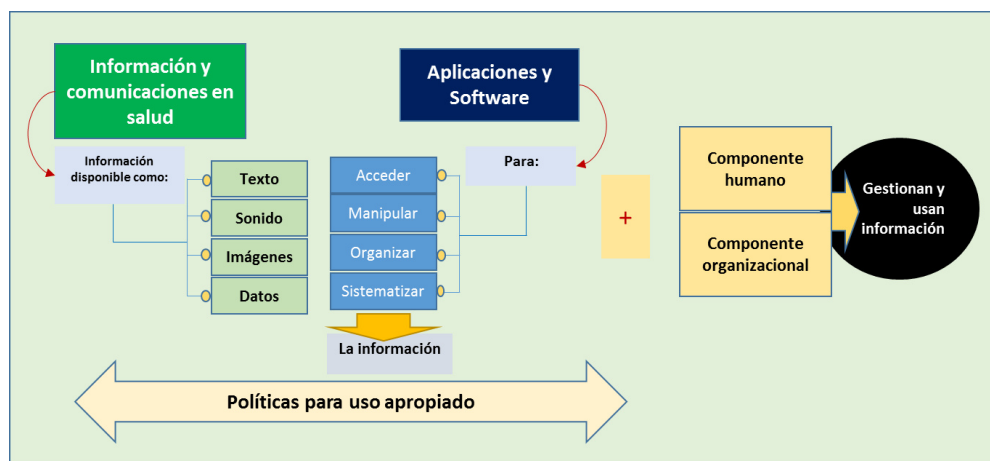 Información y
comunicaciones en
salud
Información
disponible como:
Texto
Sonido
Imágenes
Datos
Aplicaciones y
Software
Para:
Acceder
Manipular
Organizar
Sistematizar
La información
+
Componente
humano
Componente
organizacional
Gestionan y
usan
información
Políticas para uso apropiado